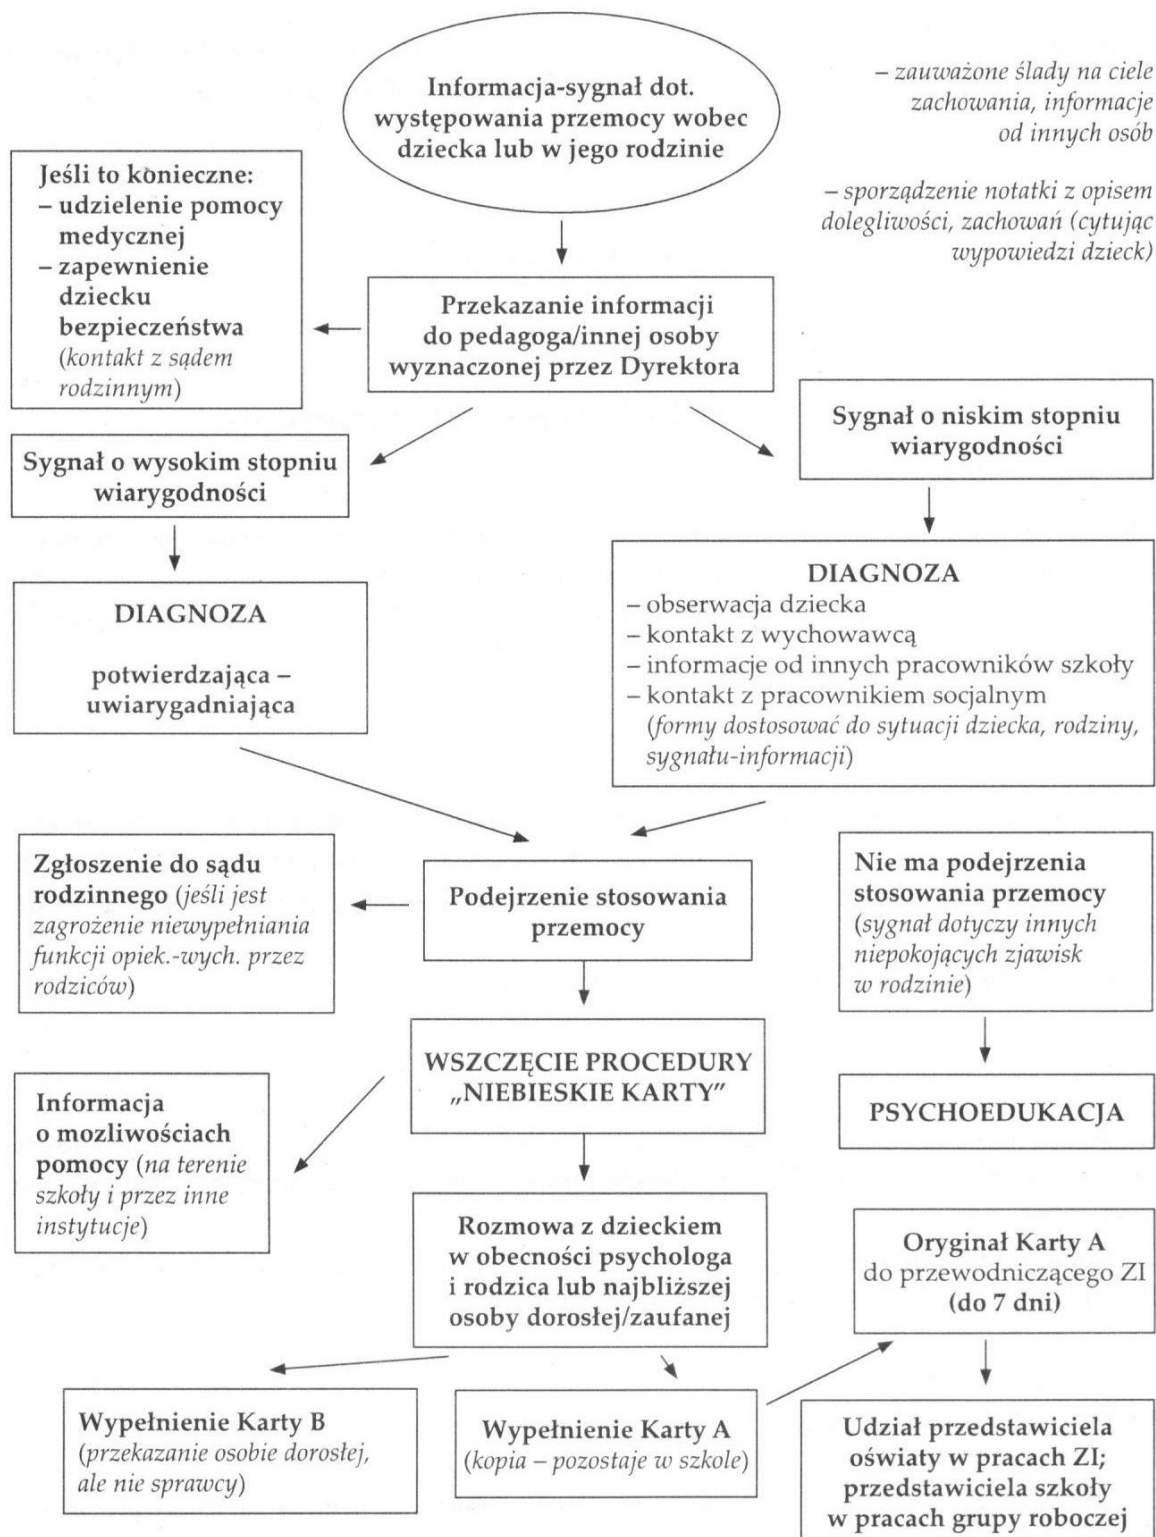 Informacja-sygnał dot.
występowania przemocy wobec
dziecka lub w jego rodzinie
– zauważone ślady na ciele
zachowania, informacje
od innych osób
– sporządzenie notatki z opisem
dolegliwości, zachowań (cytując
wypowiedzi dzieck)
Jeśli to konieczne:
– udzielenie pomocy
medycznej
– zapewnienie
dziecku
bezpieczeństwa
(kontakt z sądem
rodzinnym)
Przekazanie informacji
do pedagoga/innej osoby
wyznaczonej przez Dyrektora
Sygnał o wysokim stopniu
wiarygodności
Sygnał o niskim stopniu
wiarygodności
DIAGNOZA
potwierdzająca –
uwiarygadniająca
DIAGNOZA
– obserwacja dziecka
– kontakt z wychowawcą
– informacje od innych pracowników szkoły
– kontakt z pracownikiem socjalnym
(formy dostosować do sytuacji dziecka, rodziny,
sygnału-informacji)
Zgłoszenie do sądu
rodzinnego (jeśli jest
zagrożenie niewypełniania
funkcji opiek.-wych. przez
rodziców)
Podejrzenie stosowania
przemocy
Nie ma podejrzenia
stosowania przemocy
(sygnał dotyczy innych
niepokojących zjawisk
w rodzinie)
WSZCZĘCIE PROCEDURY
„NIEBIESKIE KARTY”
PSYCHOEDUKACJA
Informacja
o mozliwościach
pomocy (na terenie
szkoły i przez inne
instytucje)
Rozmowa z dzieckiem
w obecności psychologa
i rodzica lub najbliższej
osoby dorosłej/zaufanej
Oryginał Karty A
do przewodniczącego ZI
(do 7 dni)
Wypełnienie Karty B
(przekazanie osobie dorosłej,
ale nie sprawcy)
Wypełnienie Karty A
(kopia – pozostaje w szkole)
Udział przedstawiciela
oświaty w pracach ZI;
przedstawiciela szkoły
w pracach grupy roboczej